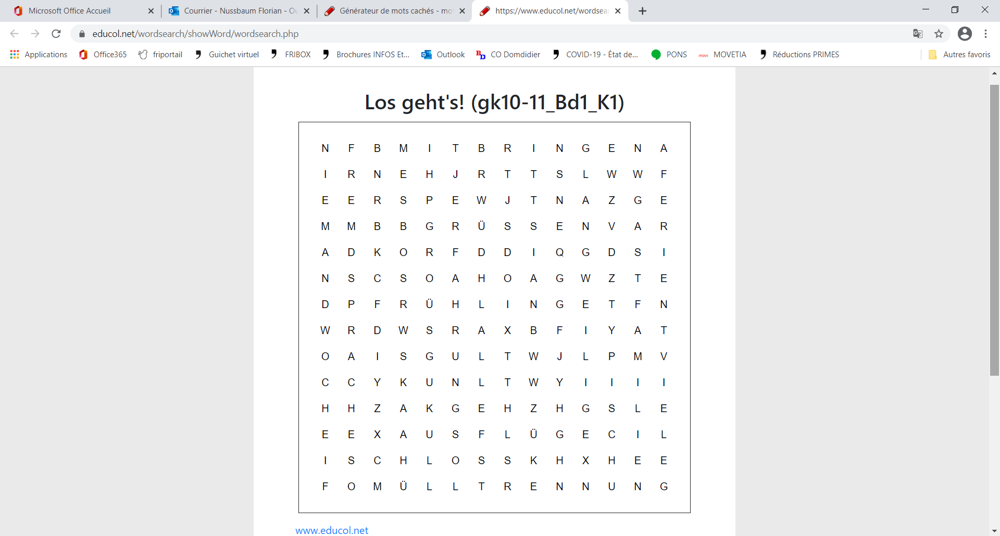 Microsoft Office Accueil
Courrier - Nussbaum Florian - Ou
Générateur de mots cachés - mo
https://www.educol.net/wordsear
educol.net/wordsearch/showWord/wordsearch.php
Applications Office365 friportail Guichet virtuel FRIBOX Brochures INFOS Et... Outlook CO Domdidier COVID-19 - État de... PONS MOVETIA Réductions PRIMES Autres favoris
Los geht's! (gk10-11_Bd1_K1)
N F B M I T B R I N G E N A
I R N E H J R T T S L W W F
E E R S P E W J T N A Z G E
M M B B G R Ü S S E N V A R
A D K O R F D D I Q G D S I
N S C S O A H O A G W Z T E
D P F R Ü H L I N G E T F N
W R D W S R A X B F I Y A T
O A I S G U L T W J L P M V
C C Y K U N L T W Y I I I I
H H Z A K G E H Z H G S L E
E E X A U S F L Ü G E C I L
I S C H L O S S K H X H E E
F O M Ü L L T R E N N U N G
www.educol.net